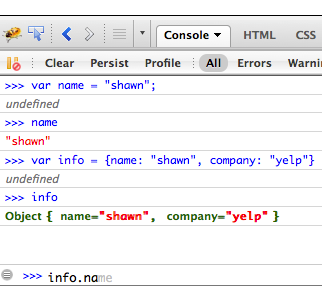 Console HTML CSS
Clear Persist Profile All Errors
>>> var name = "shawn";
undefined
>>> name
"shawn"
>>> var info = {name: "shawn", company: "yelp"}
undefined
>>> info
Object { name="shawn", company="yelp" }
>>> info.name